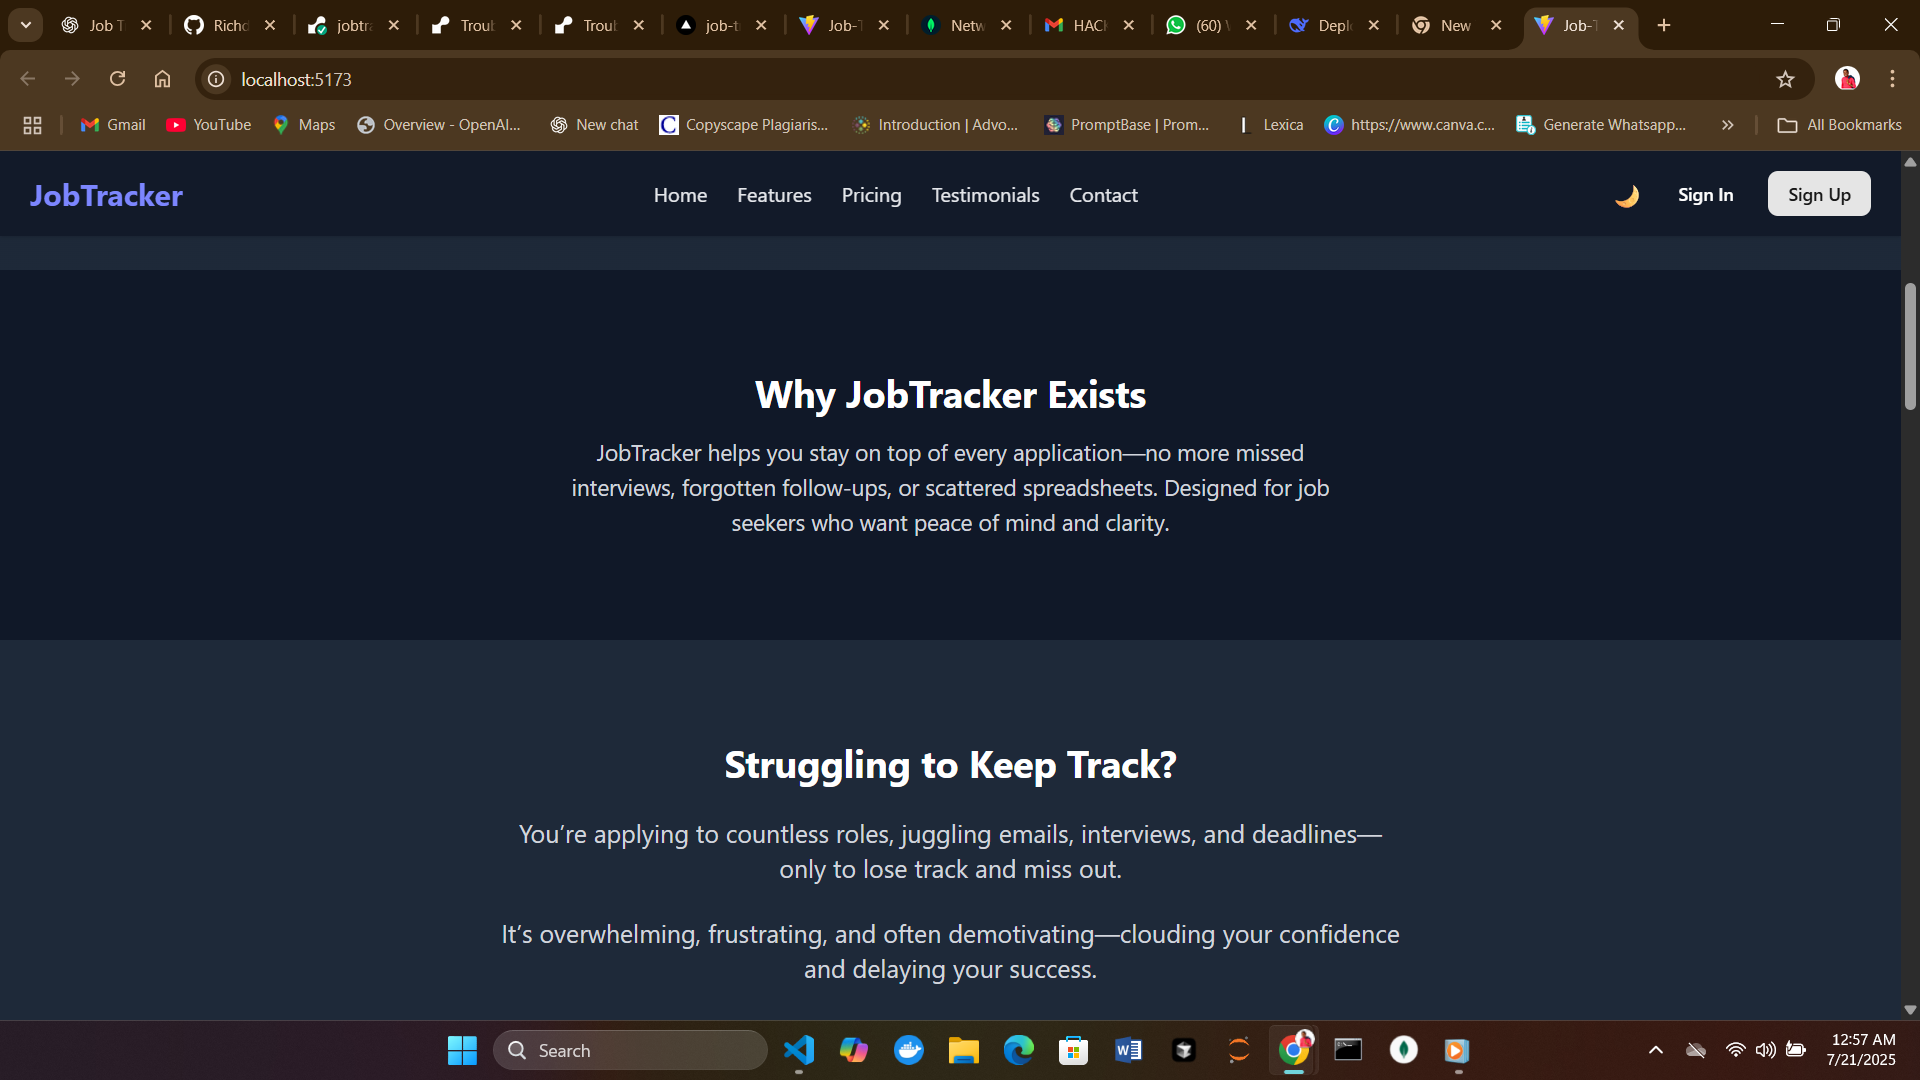 Job T
Richd
jobtra
Troub
Troub
job-t
Job-T
Netw
HACK
(60) \
Deplo
New
Job-T
localhost:5173
Gmail
YouTube
Maps
Overview - OpenAI...
New chat
Copyscape Plagiaris...
Introduction | Advo...
PromptBase | Prom...
Lexica
https://www.canva.c...
Generate Whatsapp...
All Bookmarks
JobTracker
Home
Features
Pricing
Testimonials
Contact
Sign In
Sign Up
Why JobTracker Exists
JobTracker helps you stay on top of every application—no more missed
interviews, forgotten follow-ups, or scattered spreadsheets. Designed for job
seekers who want peace of mind and clarity.
Struggling to Keep Track?
You’re applying to countless roles, juggling emails, interviews, and deadlines—
only to lose track and miss out.
It’s overwhelming, frustrating, and often demotivating—clouding your confidence
and delaying your success.
Search
12:57 AM
7/21/2025